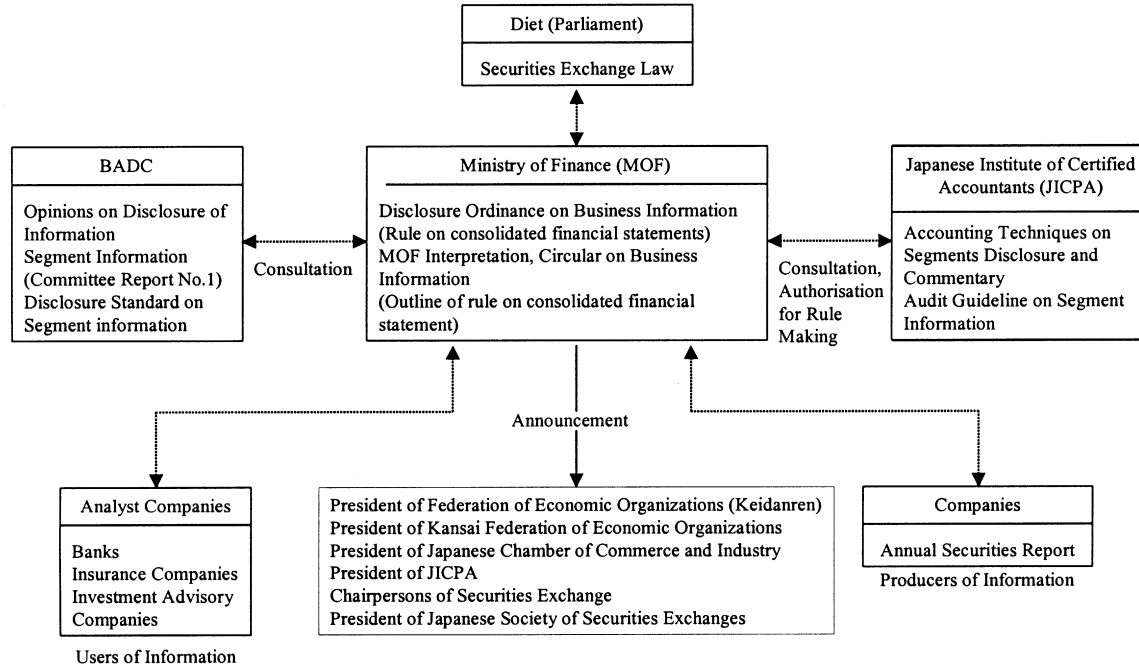 Diet (Parliament)
Securities Exchange Law
BADC
Opinions on Disclosure of
Information
Segment Information
(Committee Report No.1)
Disclosure Standard on
Segment information
Consultation
Ministry of Finance (MOF)
Disclosure Ordinance on Business Information
(Rule on consolidated financial statements)
MOF Interpretation, Circular on Business
Information
(Outline of rule on consolidated financial
statement)
Consultation,
Authorisation
for Rule
Making
Japanese Institute of Certified
Accountants (JICPA)
Accounting Techniques on
Segments Disclosure and
Commentary
Audit Guideline on Segment
Information
Announcement
Analyst Companies
Banks
Insurance Companies
Investment Advisory
Companies
Users of Information
President of Federation of Economic Organizations (Keidanren)
President of Kansai Federation of Economic Organizations
President of Japanese Chamber of Commerce and Industry
President of JICPA
Chairpersons of Securities Exchange
President of Japanese Society of Securities Exchanges
Companies
Annual Securities Report
Producers of Information